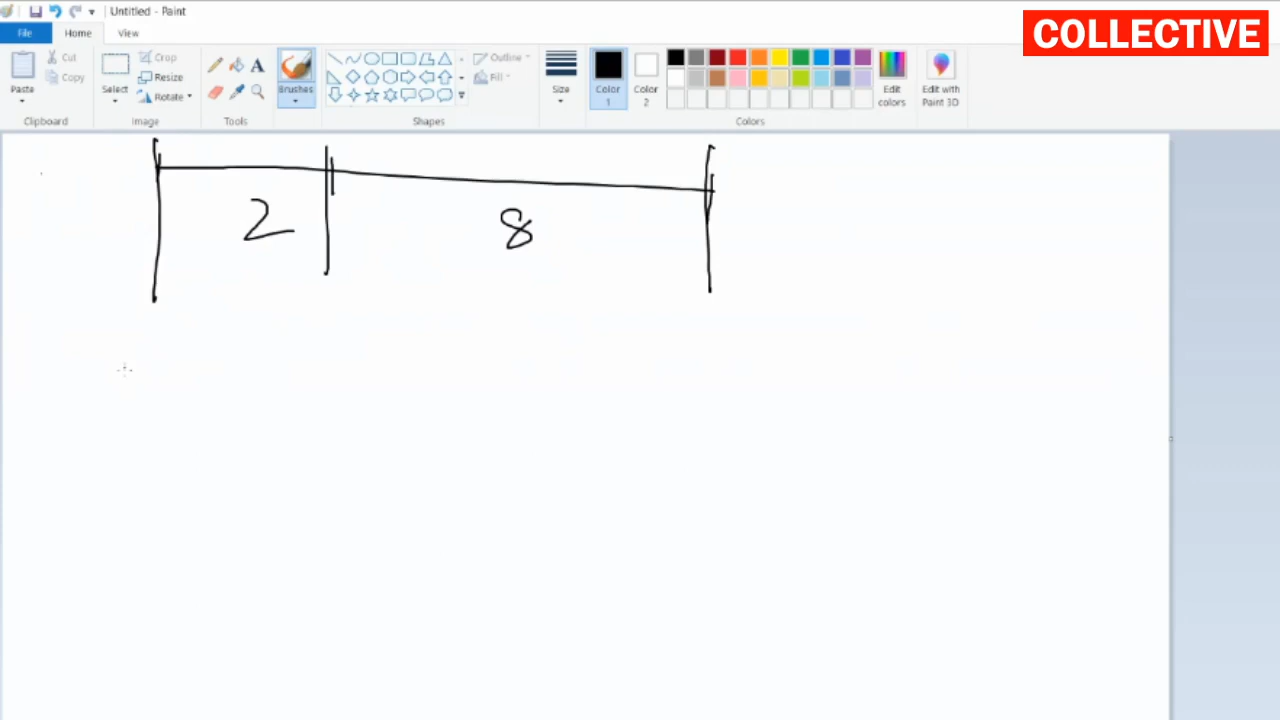 Untitled - Paint
COLLECTIVE
File Home View
Paste
Cut
Copy
Clipboard
Select
Crop
Resize
Rotate
Image
A
Tools
Brushes
Shapes
Outline
Fill
Size
Color 1
Color 2
Edit colors
Edit with Paint 3D
Colors
2 8